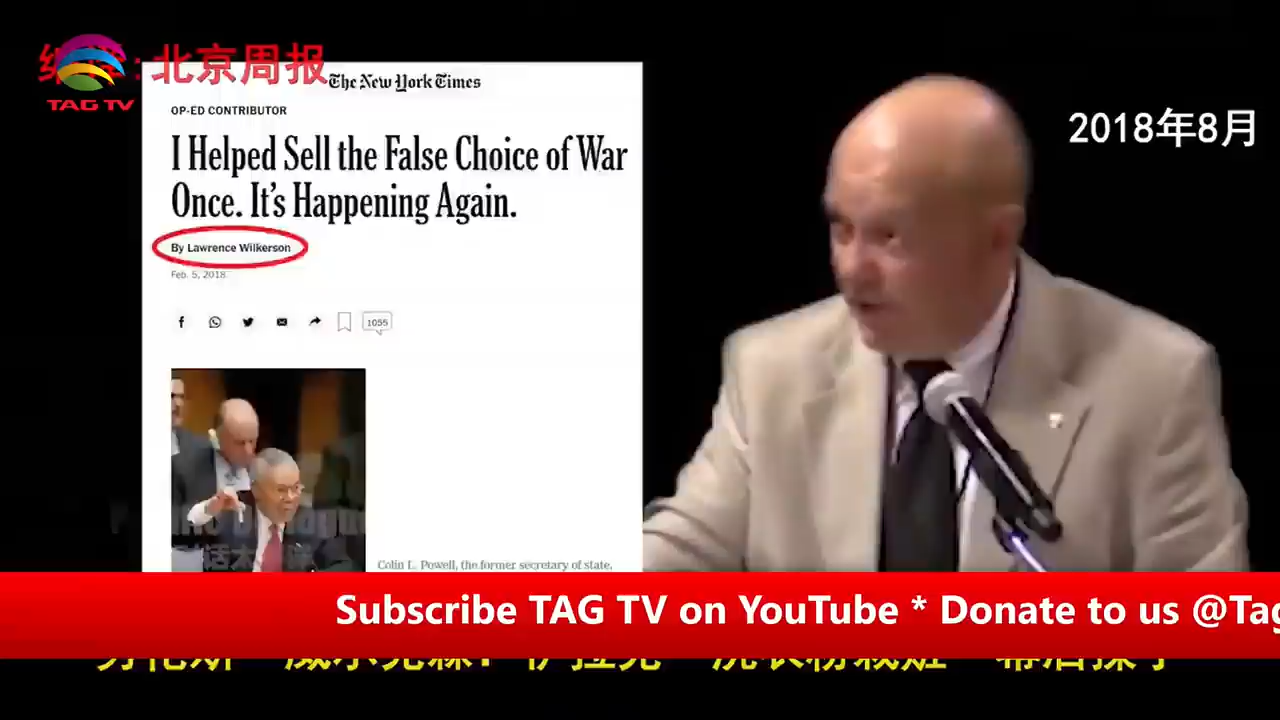 北京周报
TAG TV
The New York Times
OP-ED CONTRIBUTOR
I Helped Sell the False Choice of War
Once. It's Happening Again.
By Lawrence Wilkerson
Feb. 5, 2018
1055
2018年8月
Colin L. Powell, the former secretary of state,
Subscribe TAG TV on YouTube * Donate to us @Tag